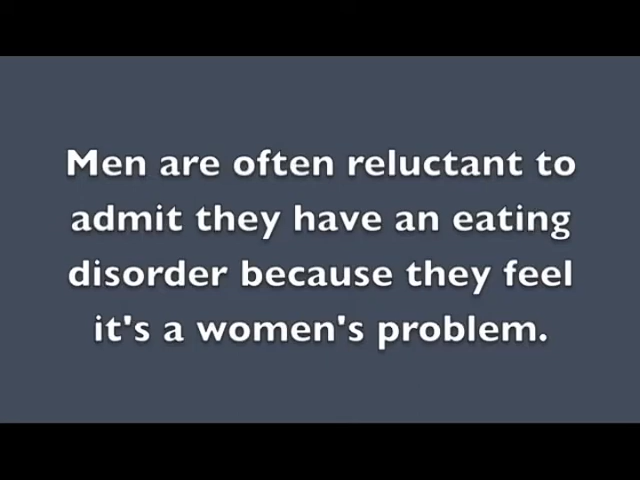 Men are often reluctant to
admit they have an eating
disorder because they feel
it's a women's problem.